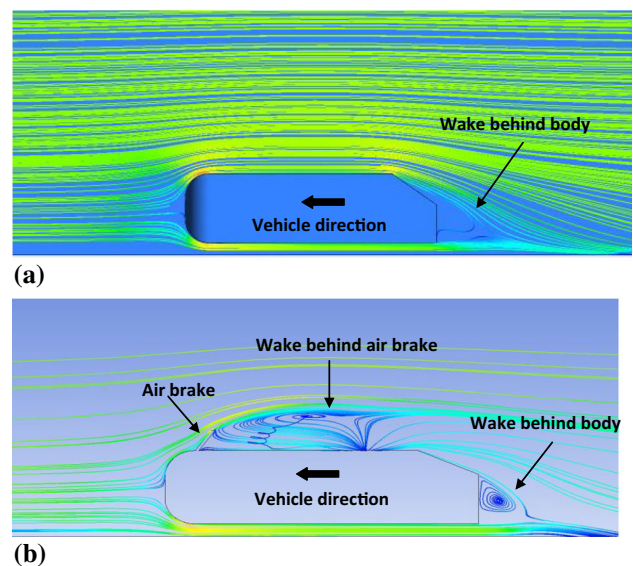 Wake behind body
Vehicle direction
(a)
Wake behind air brake
Air brake
Wake behind body
Vehicle direction
(b)